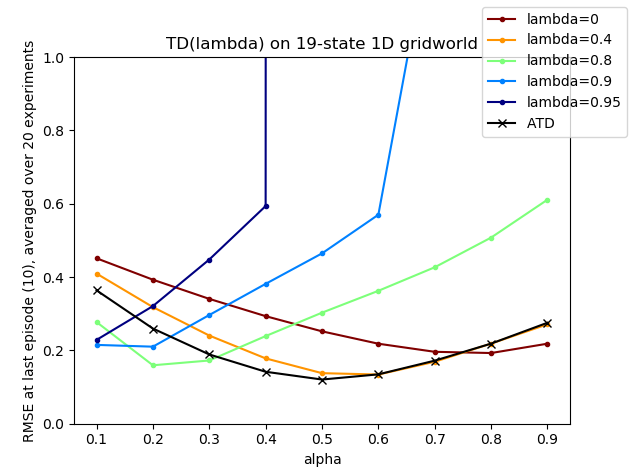 TD(lambda) on 19-state 1D gridworld
lambda=0
lambda=0.4
lambda=0.8
lambda=0.9
lambda=0.95
ATD
RMSE at last episode (10), averaged over 20 experiments
1.0
0.8
0.6
0.4
0.2
0.0
0.1 0.2 0.3 0.4 0.5 0.6 0.7 0.8 0.9
alpha